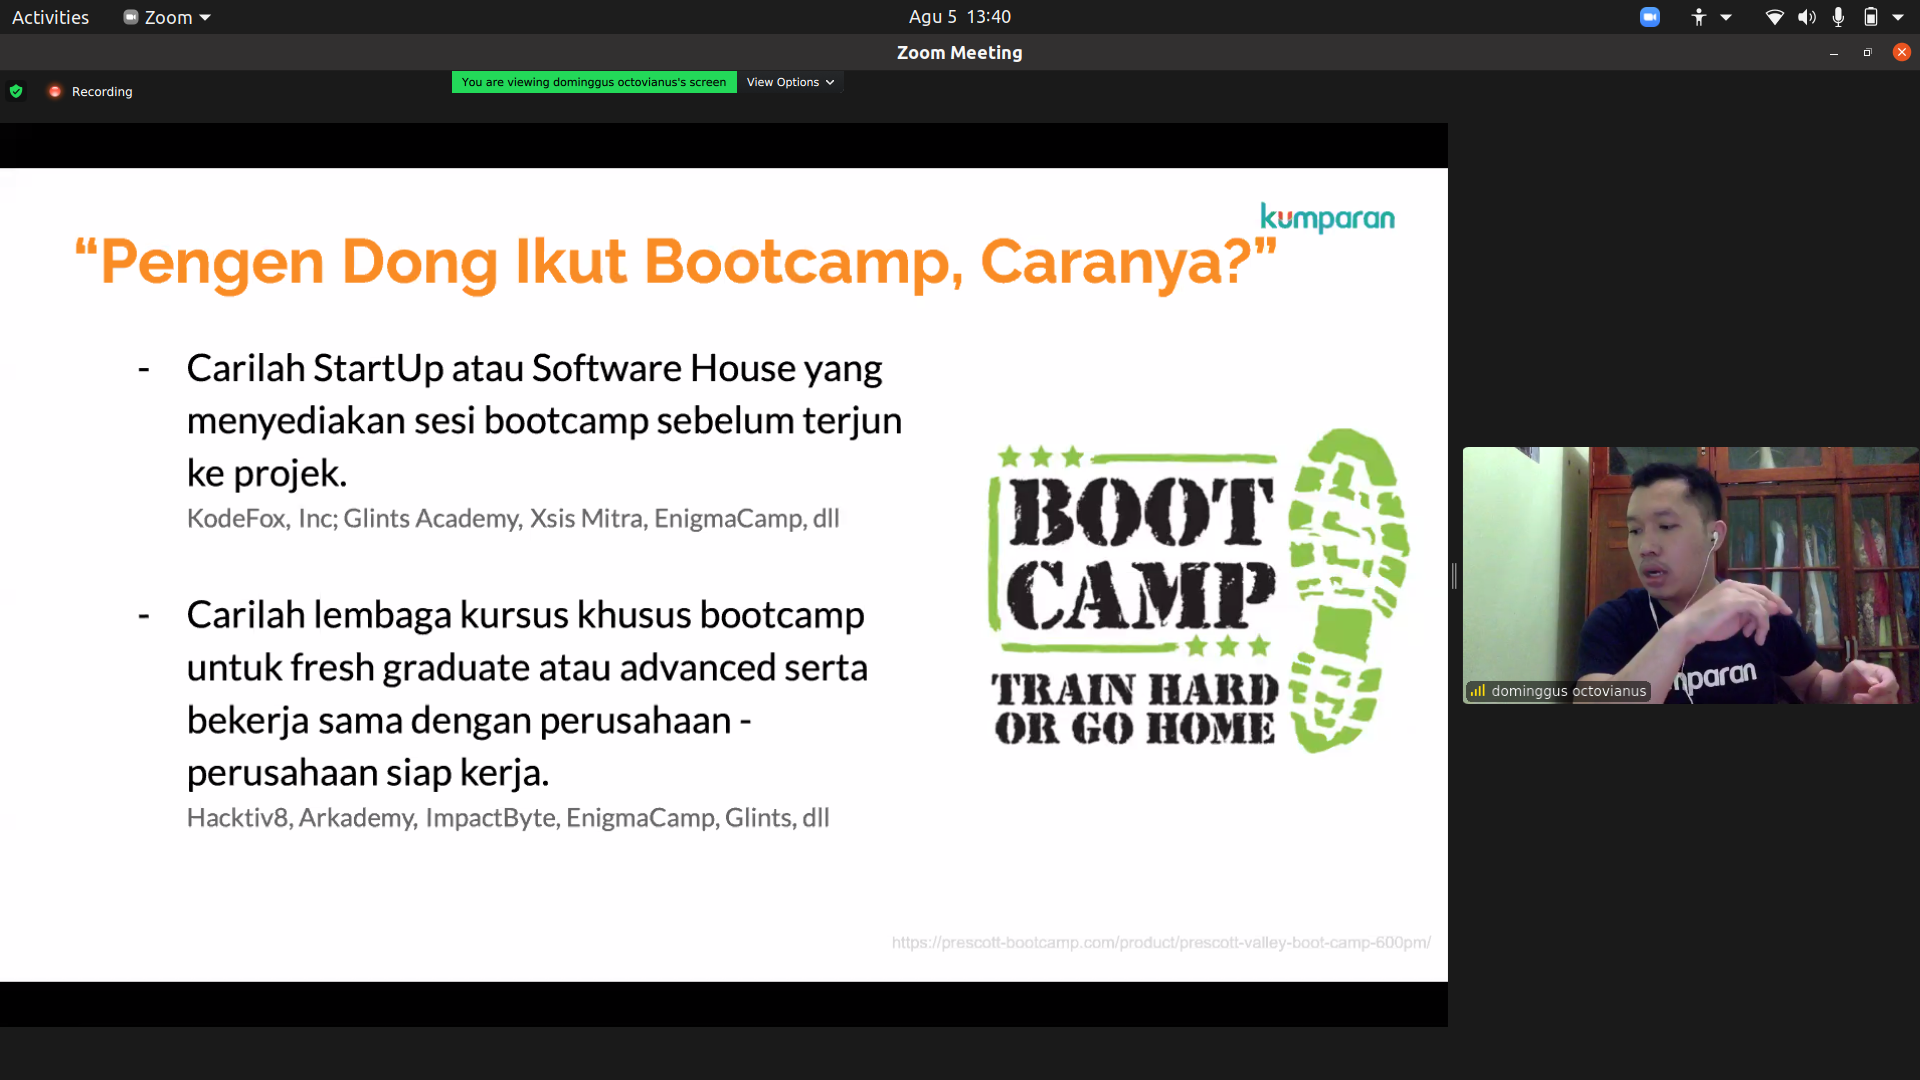 Activities
Zoom
Agu 5 13:40
Zoom Meeting
Recording
You are viewing dominggus octovianus's screen
View Options
kumparan
“Pengen Dong Ikut Bootcamp, Caranya?”
- Carilah StartUp atau Software House yang
menyediakan sesi bootcamp sebelum terjun
ke projek.
KodeFox, Inc; Glints Academy, Xsis Mitra, EnigmaCamp, dll
- Carilah lembaga kursus khusus bootcamp
untuk fresh graduate atau advanced serta
bekerja sama dengan perusahaan -
perusahaan siap kerja.
Hacktiv8, Arkademy, ImpactByte, EnigmaCamp, Glints, dll
BOOT
CAMP
TRAIN HARD
OR GO HOME
https://prescott-bootcamp.com/product/prescott-valley-boot-camp-600pm/
mparan
dominggus octovianus